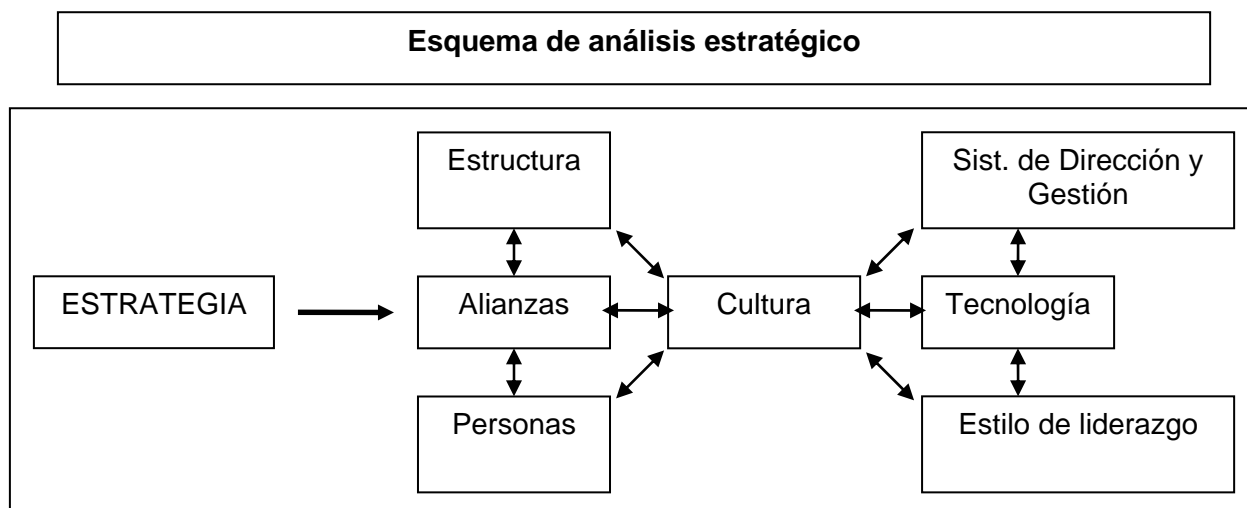 Esquema de análisis estratégico
Estructura
Sist. de Dirección y
Gestión
ESTRATEGIA
Alianzas
Cultura
Tecnología
Personas
Estilo de liderazgo